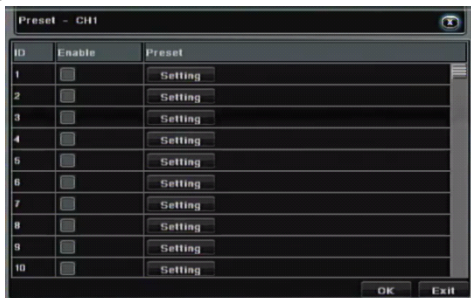 Preset - CH1
ID Enable Preset
1 Setting
2 Setting
3 Setting
4 Setting
5 Setting
6 Setting
7 Setting
8 Setting
9 Setting
10 Setting
OK Exit